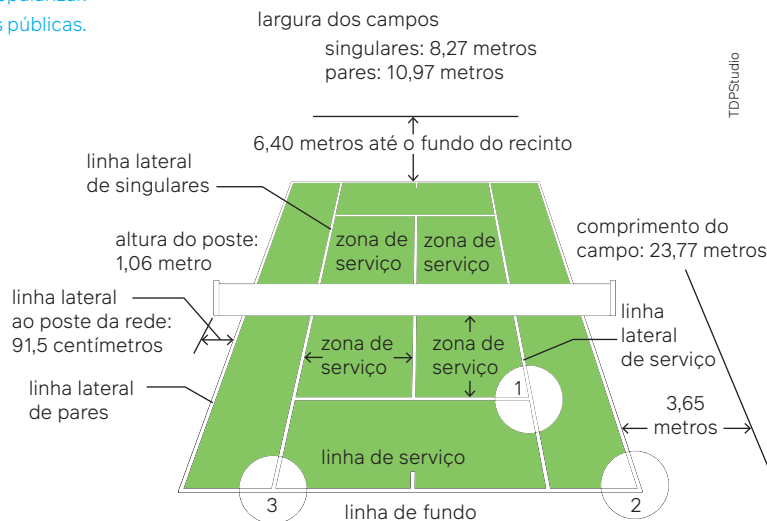 s públicas.
largura dos campos
singulares: 8,27 metros
pares: 10,97 metros
TDPStudio
6,40 metros até o fundo do recinto
linha lateral
de singulares
altura do poste:
1,06 metro
zona de
serviço
zona de
serviço
comprimento do
campo: 23,77 metros
linha lateral
ao poste da rede:
91,5 centímetros
linha
lateral
de serviço
zona de
serviço
zona de
serviço
1
linha lateral
de pares
3,65
metros
linha de serviço
3
2
linha de fundo